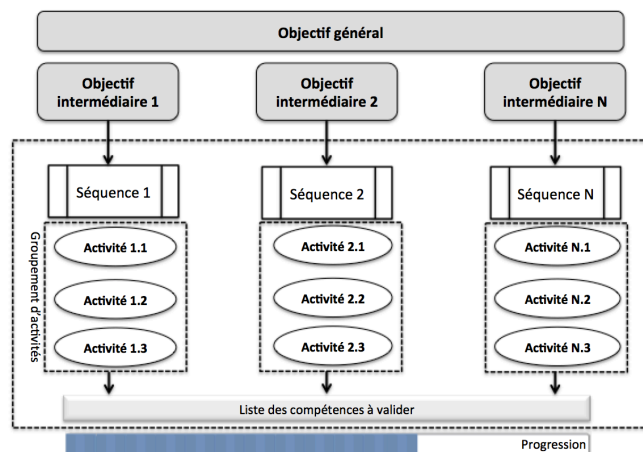 Objectif général
Objectif
intermédiaire 1
Objectif
intermédiaire 2
Objectif
intermédiaire N
Séquence 1
Séquence 2
Séquence N
Groupement d'activités
Activité 1.1
Activité 1.2
Activité 1.3
Activité 2.1
Activité 2.2
Activité 2.3
Activité N.1
Activité N.2
Activité N.3
Liste des compétences à valider
Progression